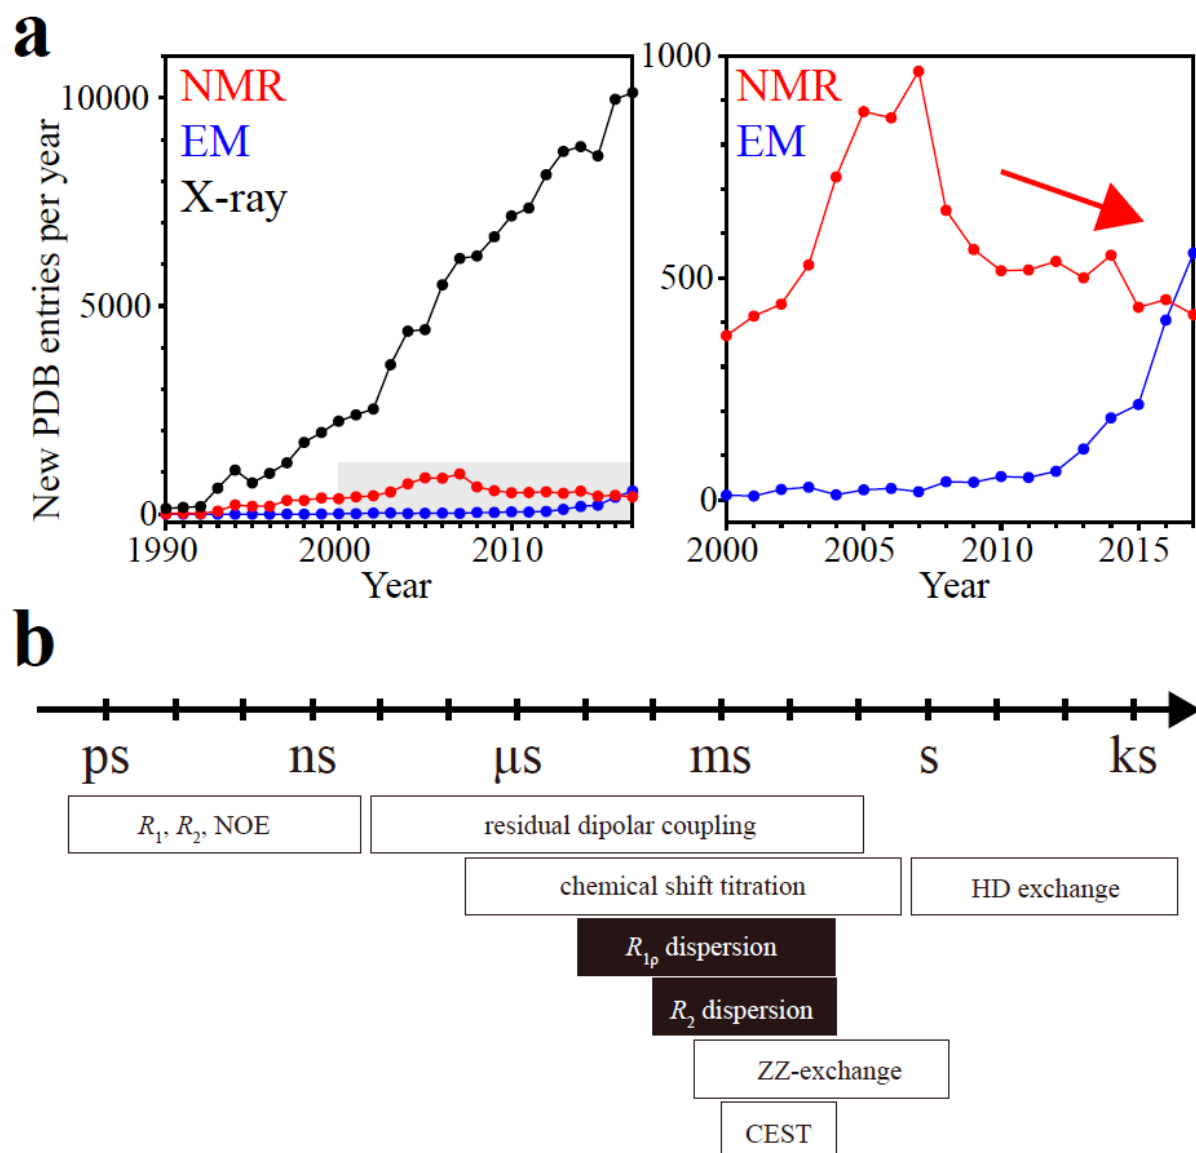 a
New PDB entries per year
10000
5000
0
NMR
EM
X-ray
1990
2000
2010
Year
1000
500
0
NMR
EM
2000
2005
2010
2015
Year
b
ps ns μs ms s ks
R1, R2, NOE
residual dipolar coupling
chemical shift titration
HD exchange
R1ρ dispersion
R2 dispersion
ZZ-exchange
CEST